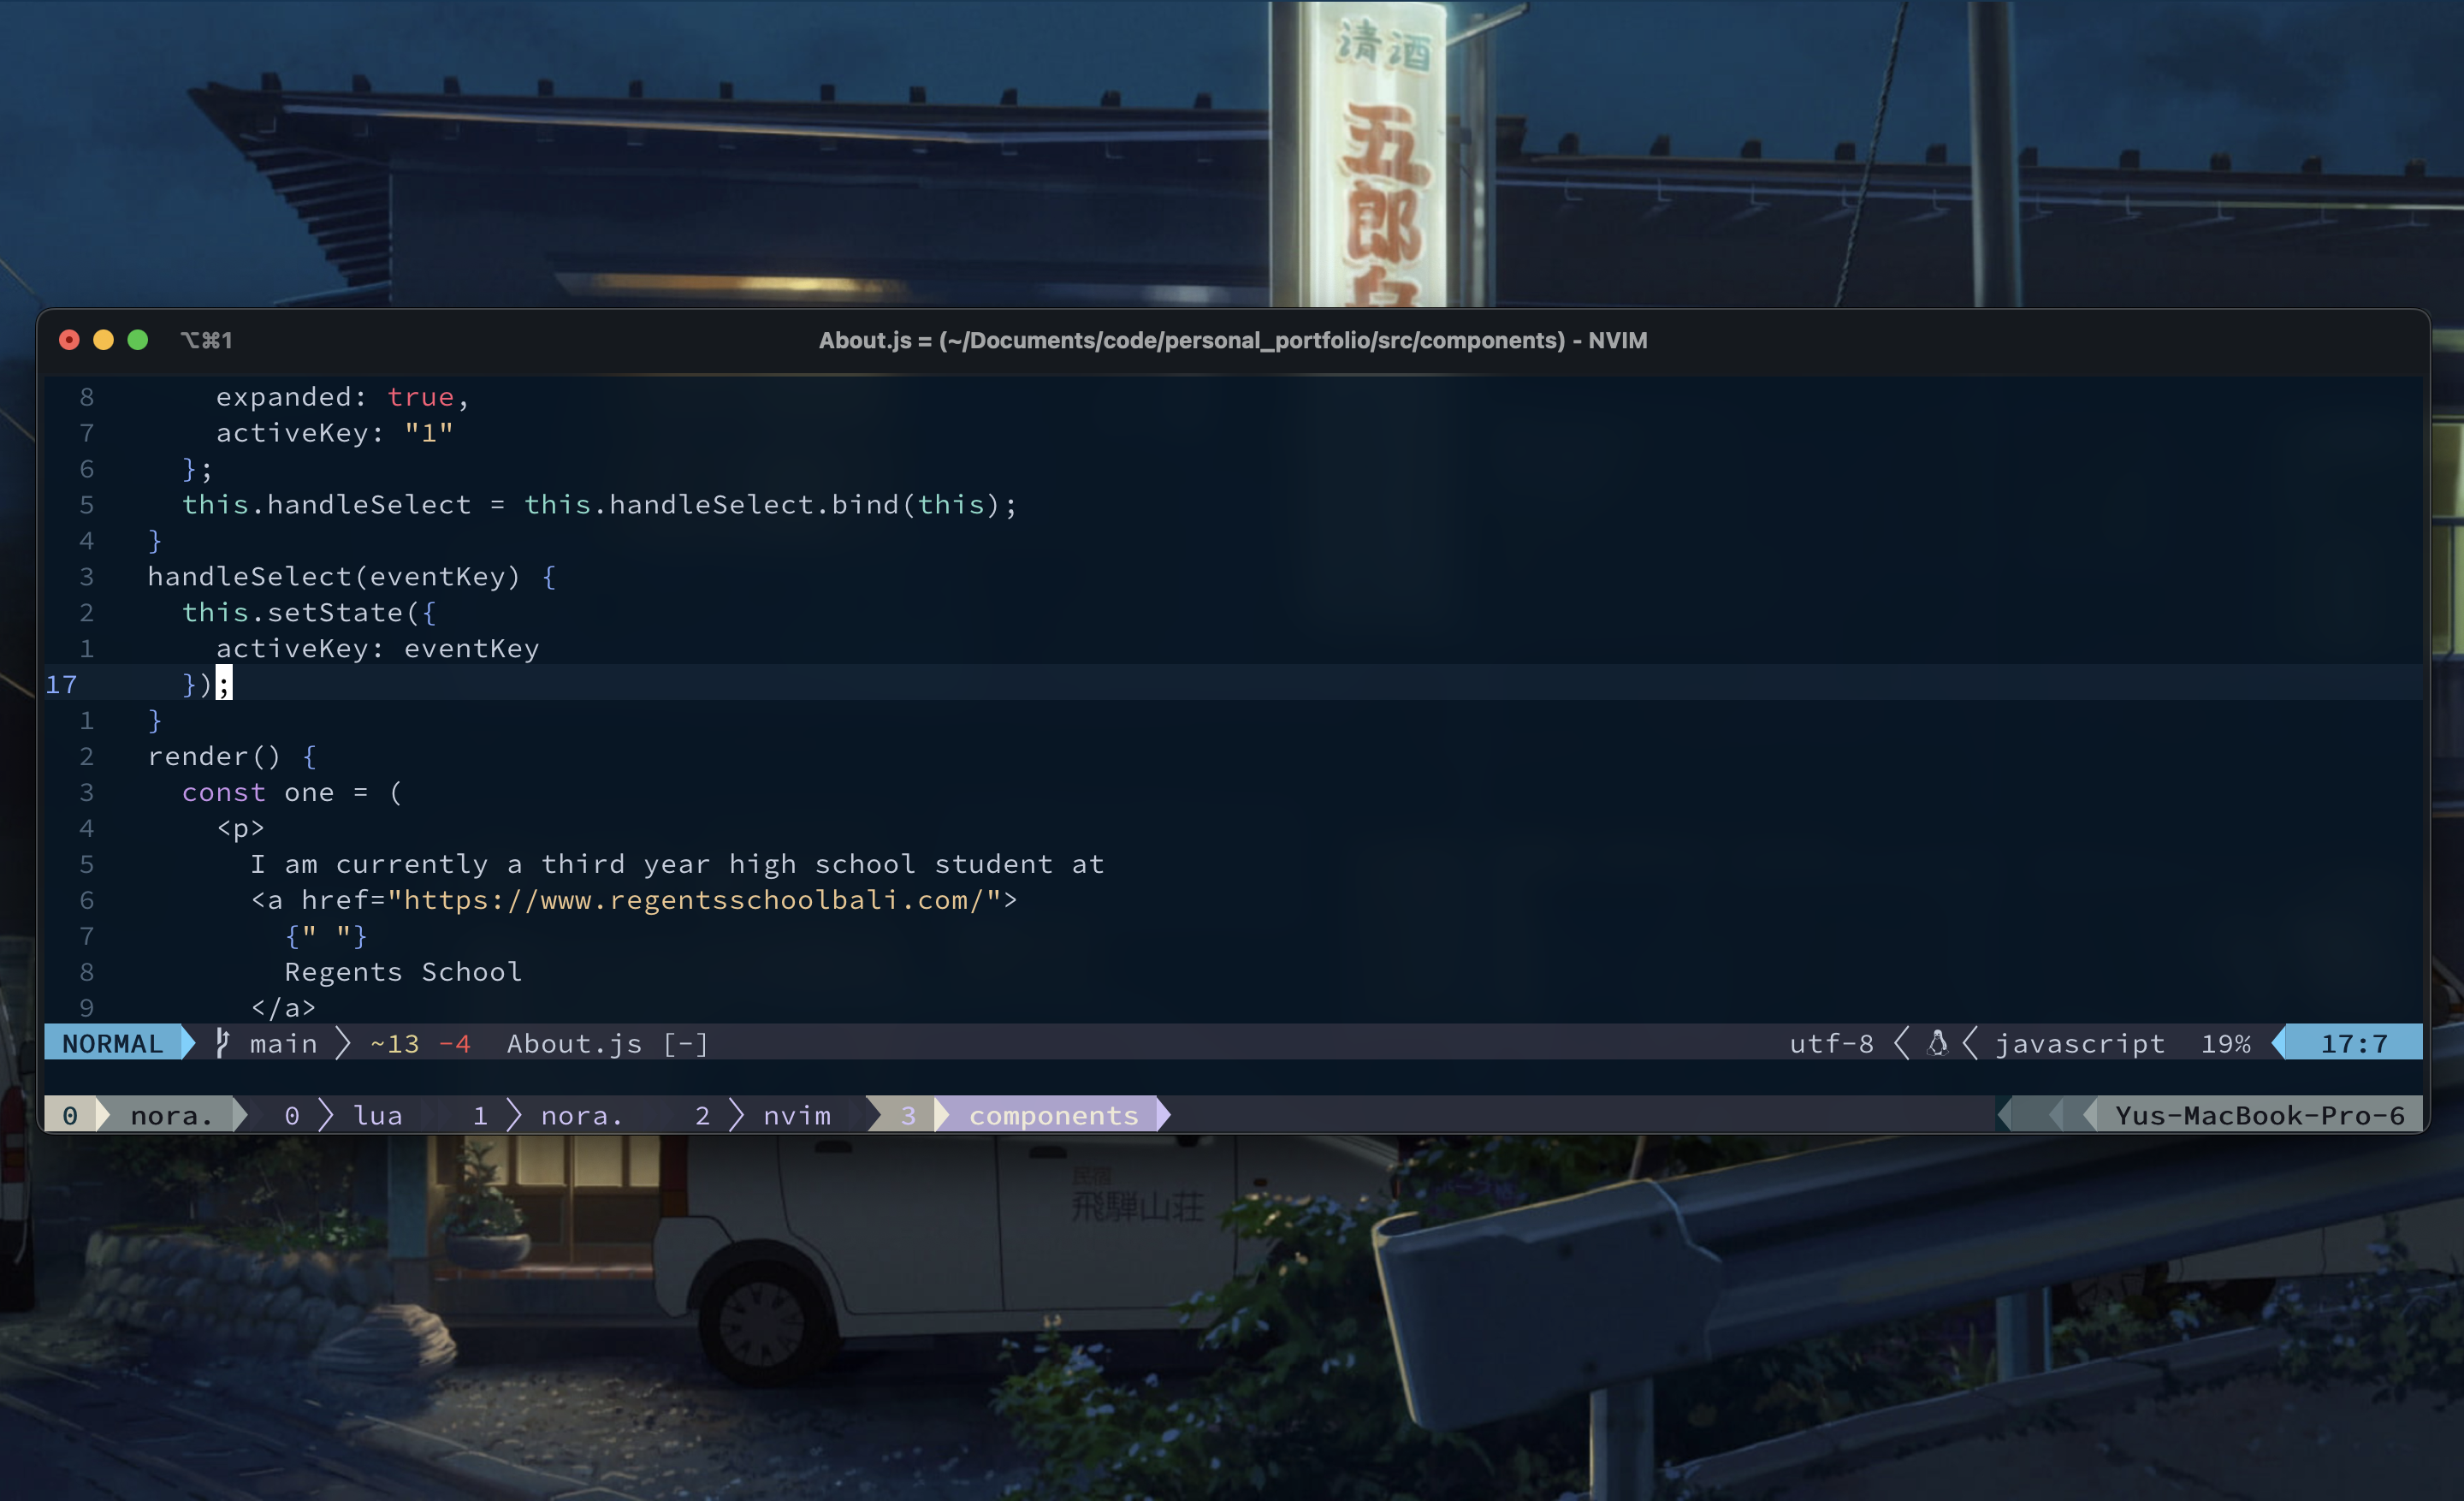 清酒
五
郎
⌥⌘1
About.js = (~/Documents/code/personal_portfolio/src/components) - NVIM
8 expanded: true,
7 activeKey: "1"
6 };
5 this.handleSelect = this.handleSelect.bind(this);
4 }
3 handleSelect(eventKey) {
2 this.setState({
1 activeKey: eventKey
17 });
1 }
2 render() {
3 const one = (
4 <p>
5 I am currently a third year high school student at
6 <a href="https://www.regentsschoolbali.com/">
7 {" "}
8 Regents School
9 </a>
NORMAL main ~13 -4 About.js [-] utf-8 javascript 19% 17:7
0 nora. 0 lua 1 nora. 2 nvim 3 components Yus-MacBook-Pro-6
民宿
飛騨山荘